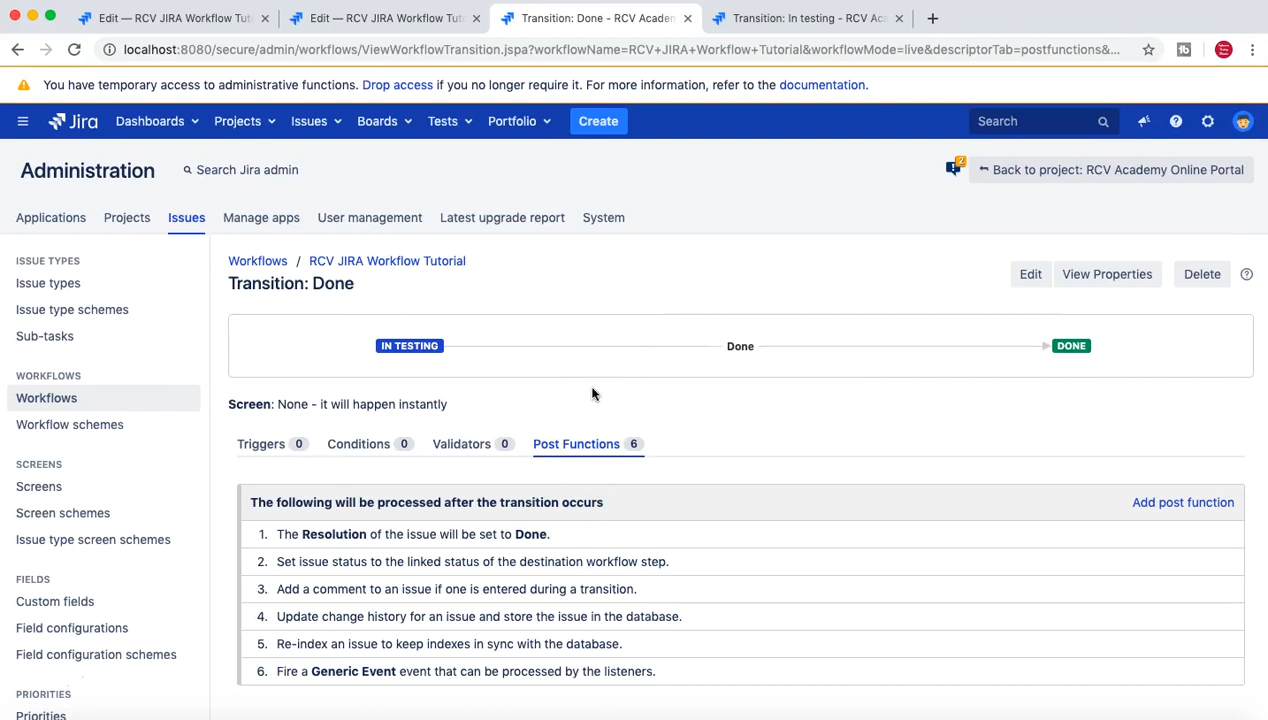 Edit — RCV JIRA Workflow Tut
Edit — RCV JIRA Workflow Tut
Transition: Done - RCV Academ
Transition: In testing - RCV Ac
localhost:8080/secure/admin/workflows/ViewWorkflowTransition.jspa?workflowName=RCV+JIRA+Workflow+Tutorial&workflowMode=live&descriptorTab=postfunctions&...
You have temporary access to administrative functions. Drop access if you no longer require it. For more information, refer to the documentation.
Jira Dashboards Projects Issues Boards Tests Portfolio Create Search
Administration
Search Jira admin
2
Back to project: RCV Academy Online Portal
Applications Projects Issues Manage apps User management Latest upgrade report System
ISSUE TYPES
Issue types
Issue type schemes
Sub-tasks
WORKFLOWS
Workflows
Workflow schemes
SCREENS
Screens
Screen schemes
Issue type screen schemes
FIELDS
Custom fields
Field configurations
Field configuration schemes
PRIORITIES
Priorities
Workflows / RCV JIRA Workflow Tutorial
Transition: Done
Edit View Properties Delete
IN TESTING Done DONE
Screen: None - it will happen instantly
Triggers 0 Conditions 0 Validators 0 Post Functions 6
The following will be processed after the transition occurs
Add post function
1. The Resolution of the issue will be set to Done.
2. Set issue status to the linked status of the destination workflow step.
3. Add a comment to an issue if one is entered during a transition.
4. Update change history for an issue and store the issue in the database.
5. Re-index an issue to keep indexes in sync with the database.
6. Fire a Generic Event event that can be processed by the listeners.